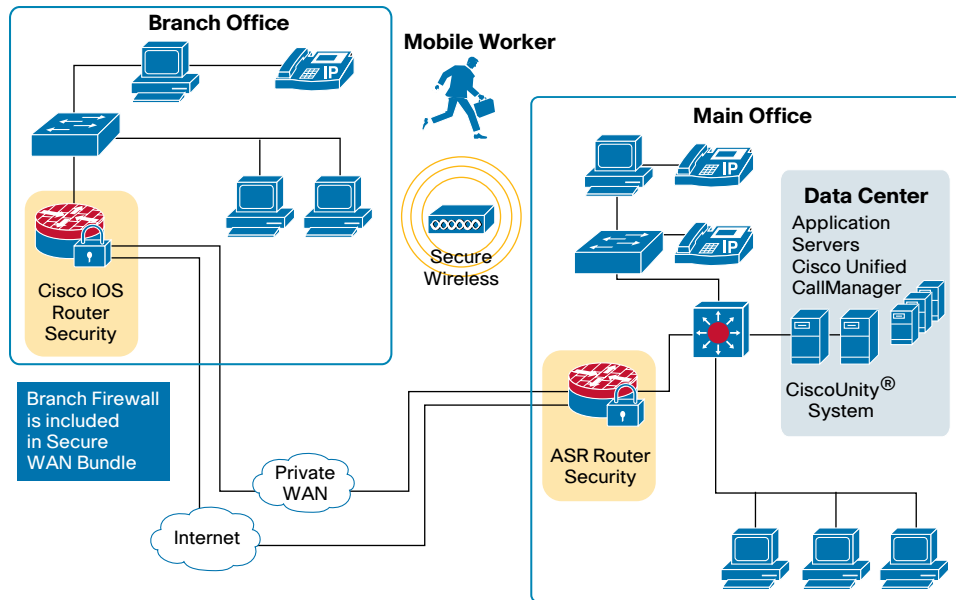 Branch Office
IP
Cisco IOS
Router
Security
Branch Firewall
is included
in Secure
WAN Bundle
Mobile Worker
Secure
Wireless
Private
WAN
Internet
Main Office
IP
IP
Data Center
Application
Servers
Cisco Unified
CallManager
CiscoUnity®
System
ASR Router
Security